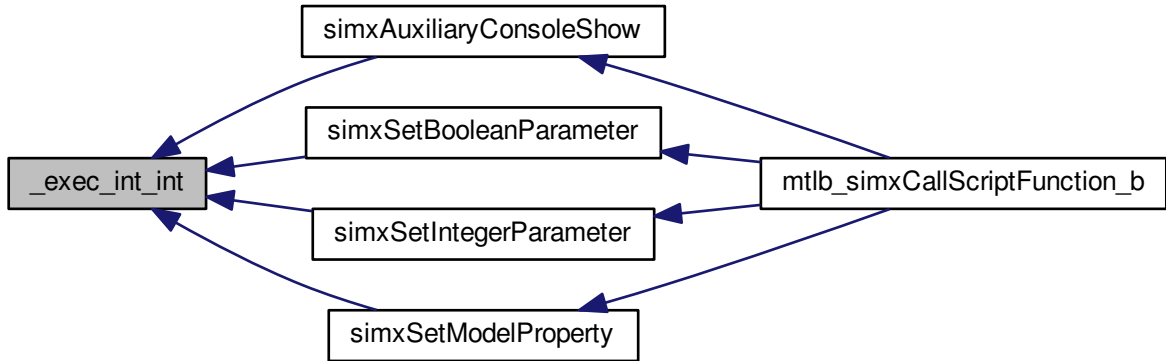 simxAuxiliaryConsoleShow
simxSetBooleanParameter
_exec_int_int
mtlb_simxCallScriptFunction_b
simxSetIntegerParameter
simxSetModelProperty